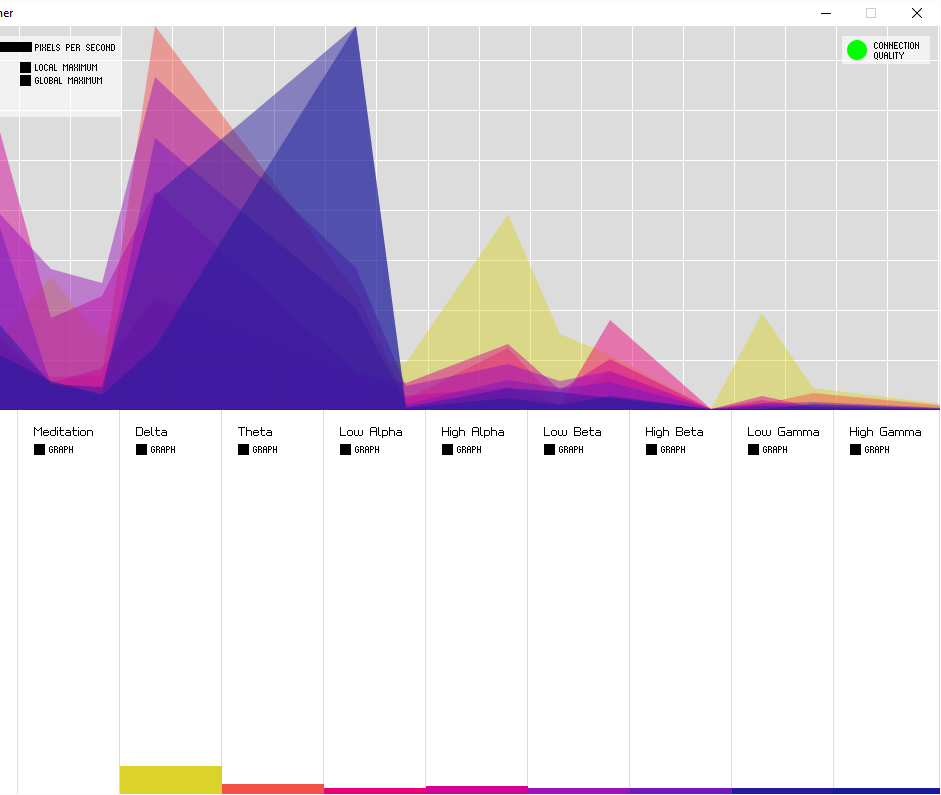 ner
PIXELS PER SECOND
LOCAL MAXIMUM
GLOBAL MAXIMUM
CONNECTION
QUALITY
Meditation Delta Theta Low Alpha High Alpha Low Beta High Beta Low Gamma High Gamma
GRAPH GRAPH GRAPH GRAPH GRAPH GRAPH GRAPH GRAPH GRAPH